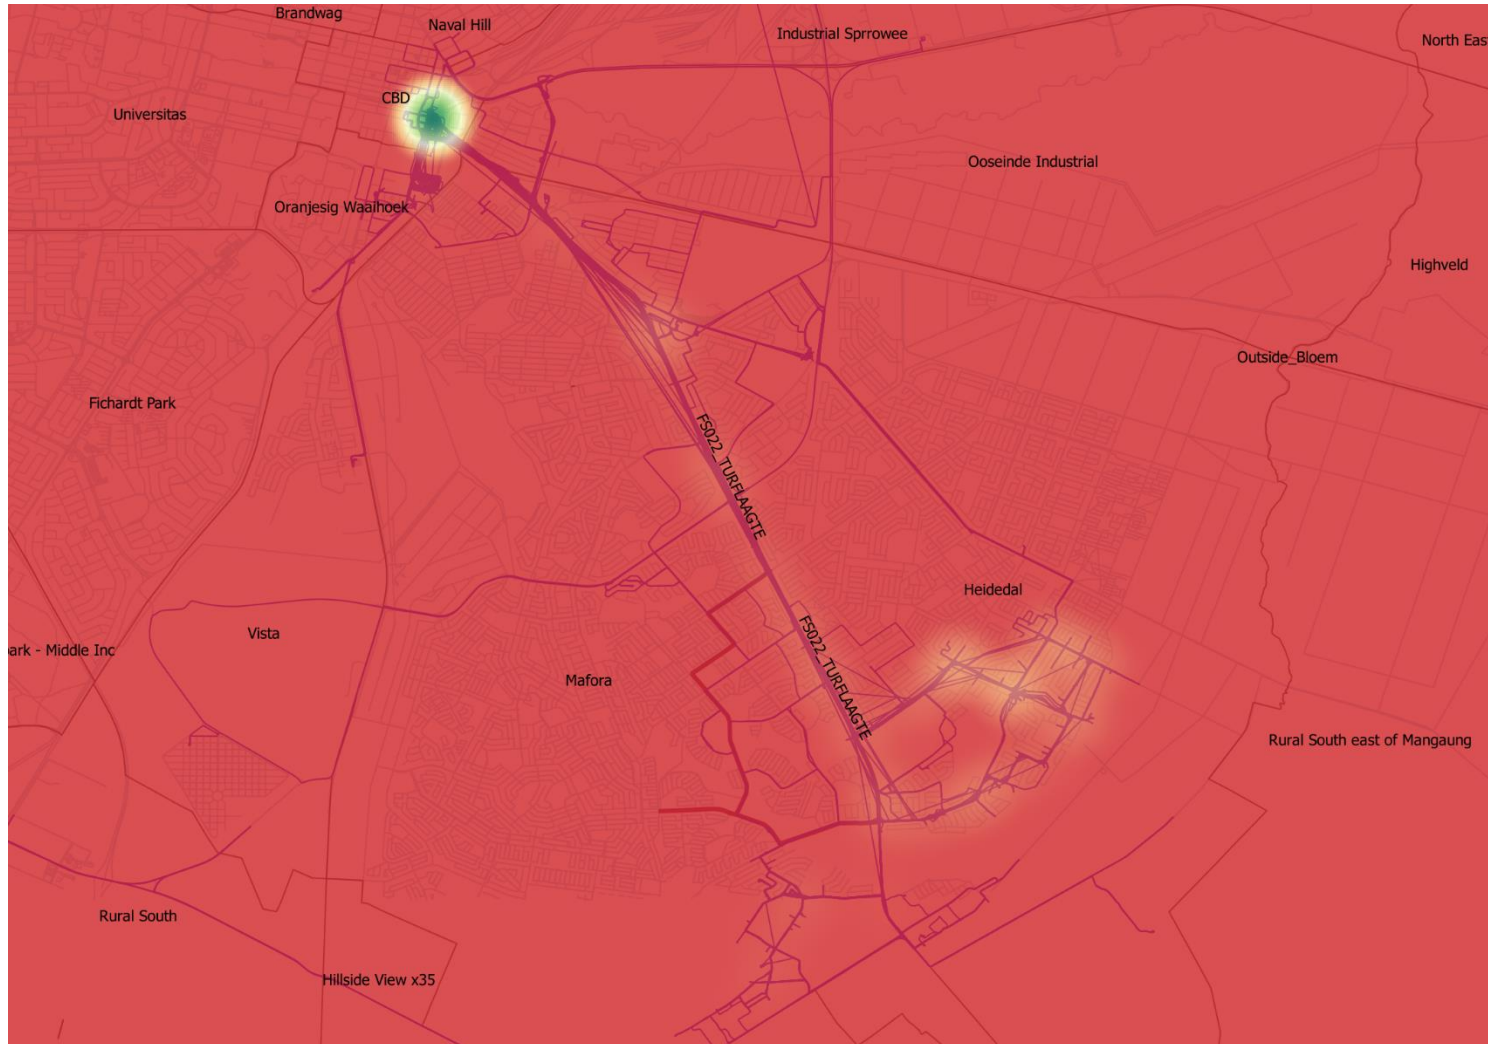 Brandwag
Naval Hill
Industrial Sprrowee
North Eas
CBD
Universitas
Ooseinde Industrial
Oranjesig Waaihoek
Highveld
Outside_Bloem
Fichardt Park
FS022_TURFLAAGTE
Heidedal
Vista
FS022_TURFLAAGTE
ark - Middle Inc
Mafora
Rural South east of Mangaung
Rural South
Hillside View x35